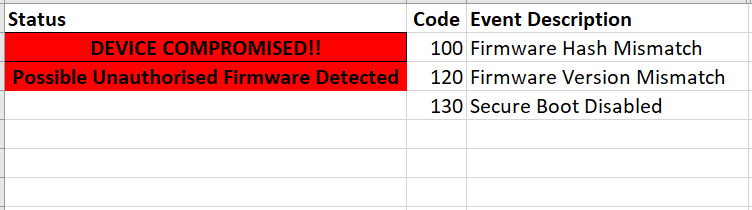 Status Code Event Description
DEVICE COMPROMISED!! 100 Firmware Hash Mismatch
Possible Unauthorised Firmware Detected 120 Firmware Version Mismatch
130 Secure Boot Disabled